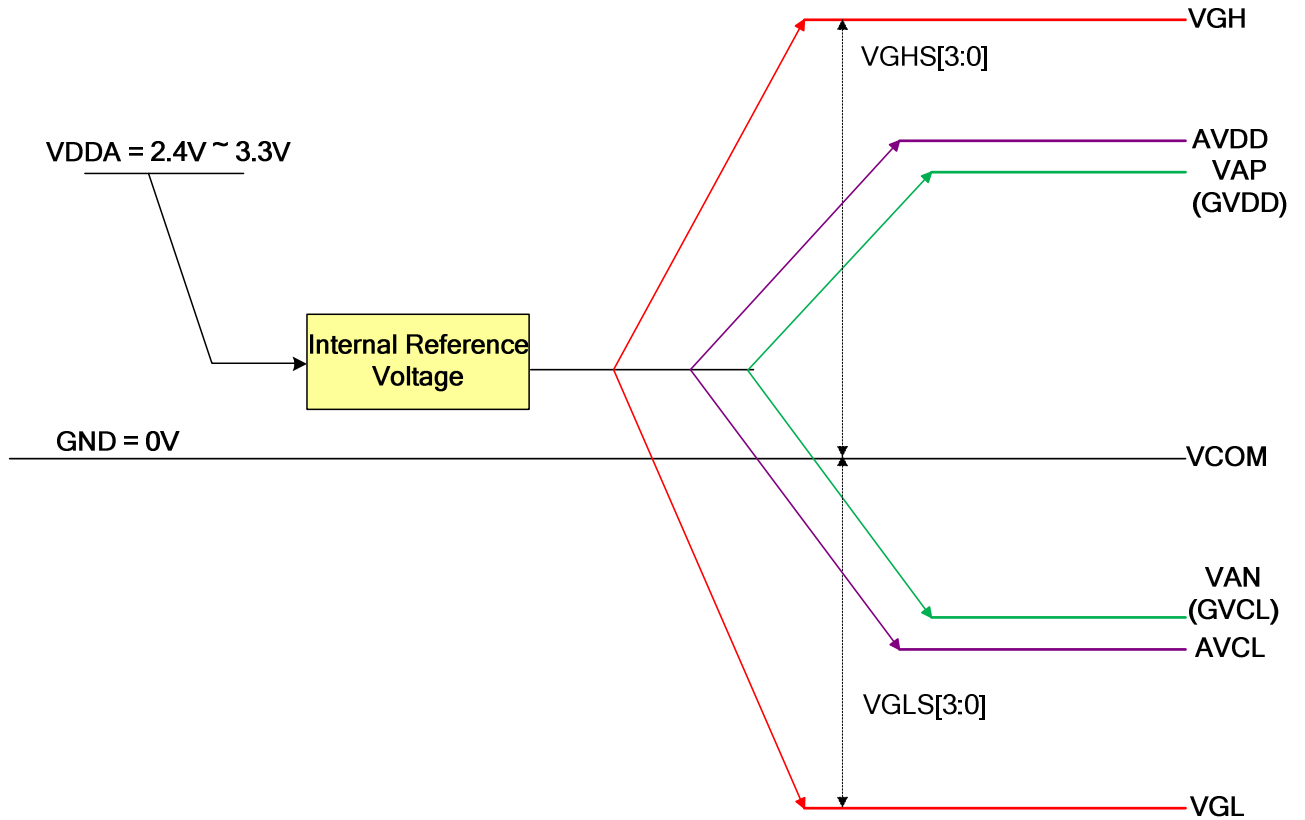 VGH
VGHS[3:0]
VDDA = 2.4V ~ 3.3V
AVDD
VAP
(GVDD)
Internal Reference
Voltage
GND = 0V
VCOM
VAN
(GVCL)
AVCL
VGLS[3:0]
VGL